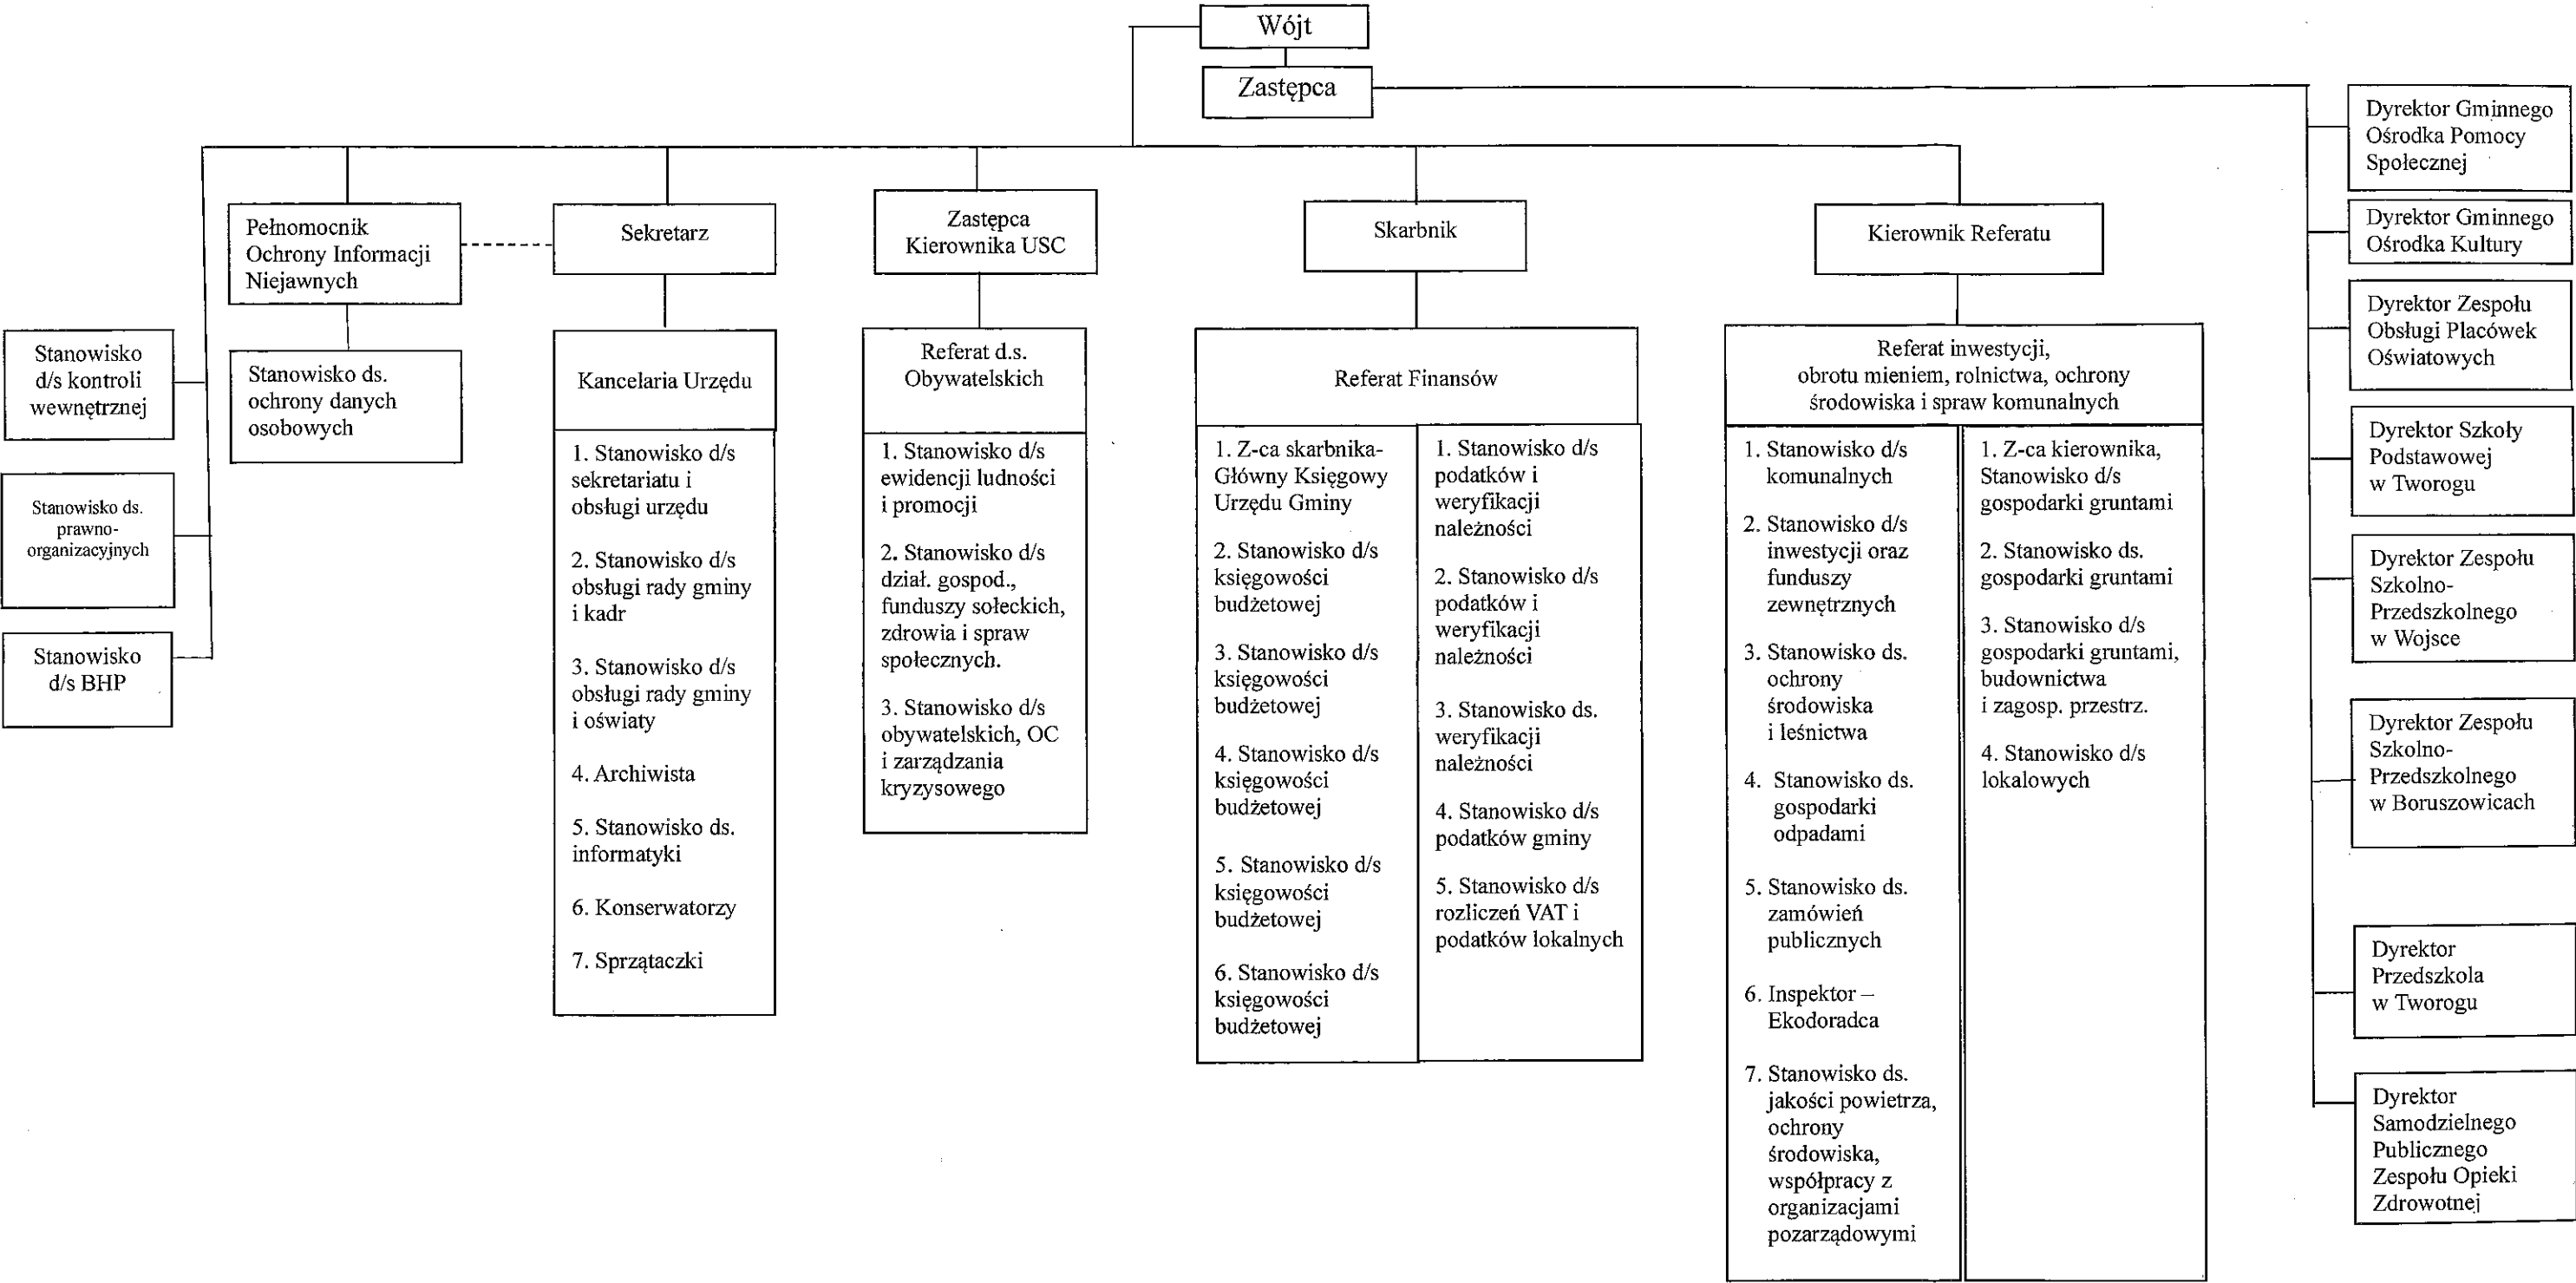 Wójt
Zastępca
Stanowisko
d/s kontroli
wewnętrznej
Stanowisko ds.
prawno-
organizacyjnych
Stanowisko
d/s BHP
Pełnomocnik
Ochrony Informacji
Niejawnych
Stanowisko ds.
ochrony danych
osobowych
Sekretarz
Kancelaria Urzędu
1. Stanowisko d/s
sekretariatu i
obsługi urzędu
2. Stanowisko d/s
obsługi rady gminy
i kadr
3. Stanowisko d/s
obsługi rady gminy
i oświaty
4. Archiwista
5. Stanowisko ds.
informatyki
6. Konserwatorzy
7. Sprzątaczki
Zastępca
Kierownika USC
Referat d.s.
Obywatelskich
1. Stanowisko d/s
ewidencji ludności
i promocji
2. Stanowisko d/s
dział. gospod.,
funduszy sołeckich,
zdrowia i spraw
społecznych.
3. Stanowisko d/s
obywatelskich, OC
i zarządzania
kryzysowego
Skarbnik
Referat Finansów
1. Z-ca skarbnika-
Główny Księgowy
Urzędu Gminy
2. Stanowisko d/s
księgowości
budżetowej
3. Stanowisko d/s
księgowości
budżetowej
4. Stanowisko d/s
księgowości
budżetowej
5. Stanowisko d/s
księgowości
budżetowej
6. Stanowisko d/s
księgowości
budżetowej
1. Stanowisko d/s
podatków i
weryfikacji
należności
2. Stanowisko d/s
podatków i
weryfikacji
należności
3. Stanowisko ds.
weryfikacji
należności
4. Stanowisko d/s
podatków gminy
5. Stanowisko d/s
rozliczeń VAT i
podatków lokalnych
Kierownik Referatu
Referat inwestycji,
obrotu mieniem, rolnictwa, ochrony
środowiska i spraw komunalnych
1. Stanowisko d/s
komunalnych
2. Stanowisko d/s
inwestycji oraz
funduszy
zewnętrznych
3. Stanowisko ds.
ochrony
środowiska
i leśnictwa
4. Stanowisko ds.
gospodarki
odpadami
5. Stanowisko ds.
zamówień
publicznych
6. Inspektor –
Ekodoradca
7. Stanowisko ds.
jakości powietrza,
ochrony
środowiska,
współpracy z
organizacjami
pozarządowymi
1. Z-ca kierownika,
Stanowisko d/s
gospodarki gruntami
2. Stanowisko ds.
gospodarki gruntami
3. Stanowisko d/s
gospodarki gruntami,
budownictwa
i zagosp. przestrz.
4. Stanowisko d/s
lokalowych
Dyrektor Gminnego
Ośrodka Pomocy
Społecznej
Dyrektor Gminnego
Ośrodka Kultury
Dyrektor Zespołu
Obsługi Placówek
Oświatowych
Dyrektor Szkoły
Podstawowej
w Tworogu
Dyrektor Zespołu
Szkolno-
Przedszkolnego
w Wojsce
Dyrektor Zespołu
Szkolno-
Przedszkolnego
w Boruszowicach
Dyrektor
Przedszkola
w Tworogu
Dyrektor
Samodzielnego
Publicznego
Zespołu Opieki
Zdrowotnej